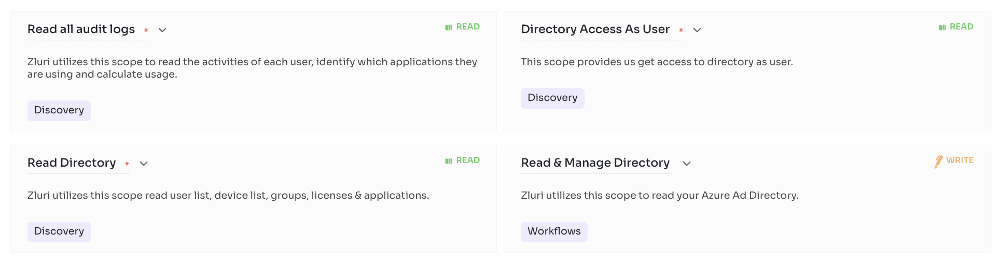 Read all audit logs *
READ
Zluri utilizes this scope to read the activities of each user, identify which applications they
are using and calculate usage.
Discovery
Directory Access As User *
READ
This scope provides us get access to directory as user.
Discovery
Read Directory *
READ
Zluri utilizes this scope read user list, device list, groups, licenses & applications.
Discovery
Read & Manage Directory
WRITE
Zluri utilizes this scope to read your Azure Ad Directory.
Workflows